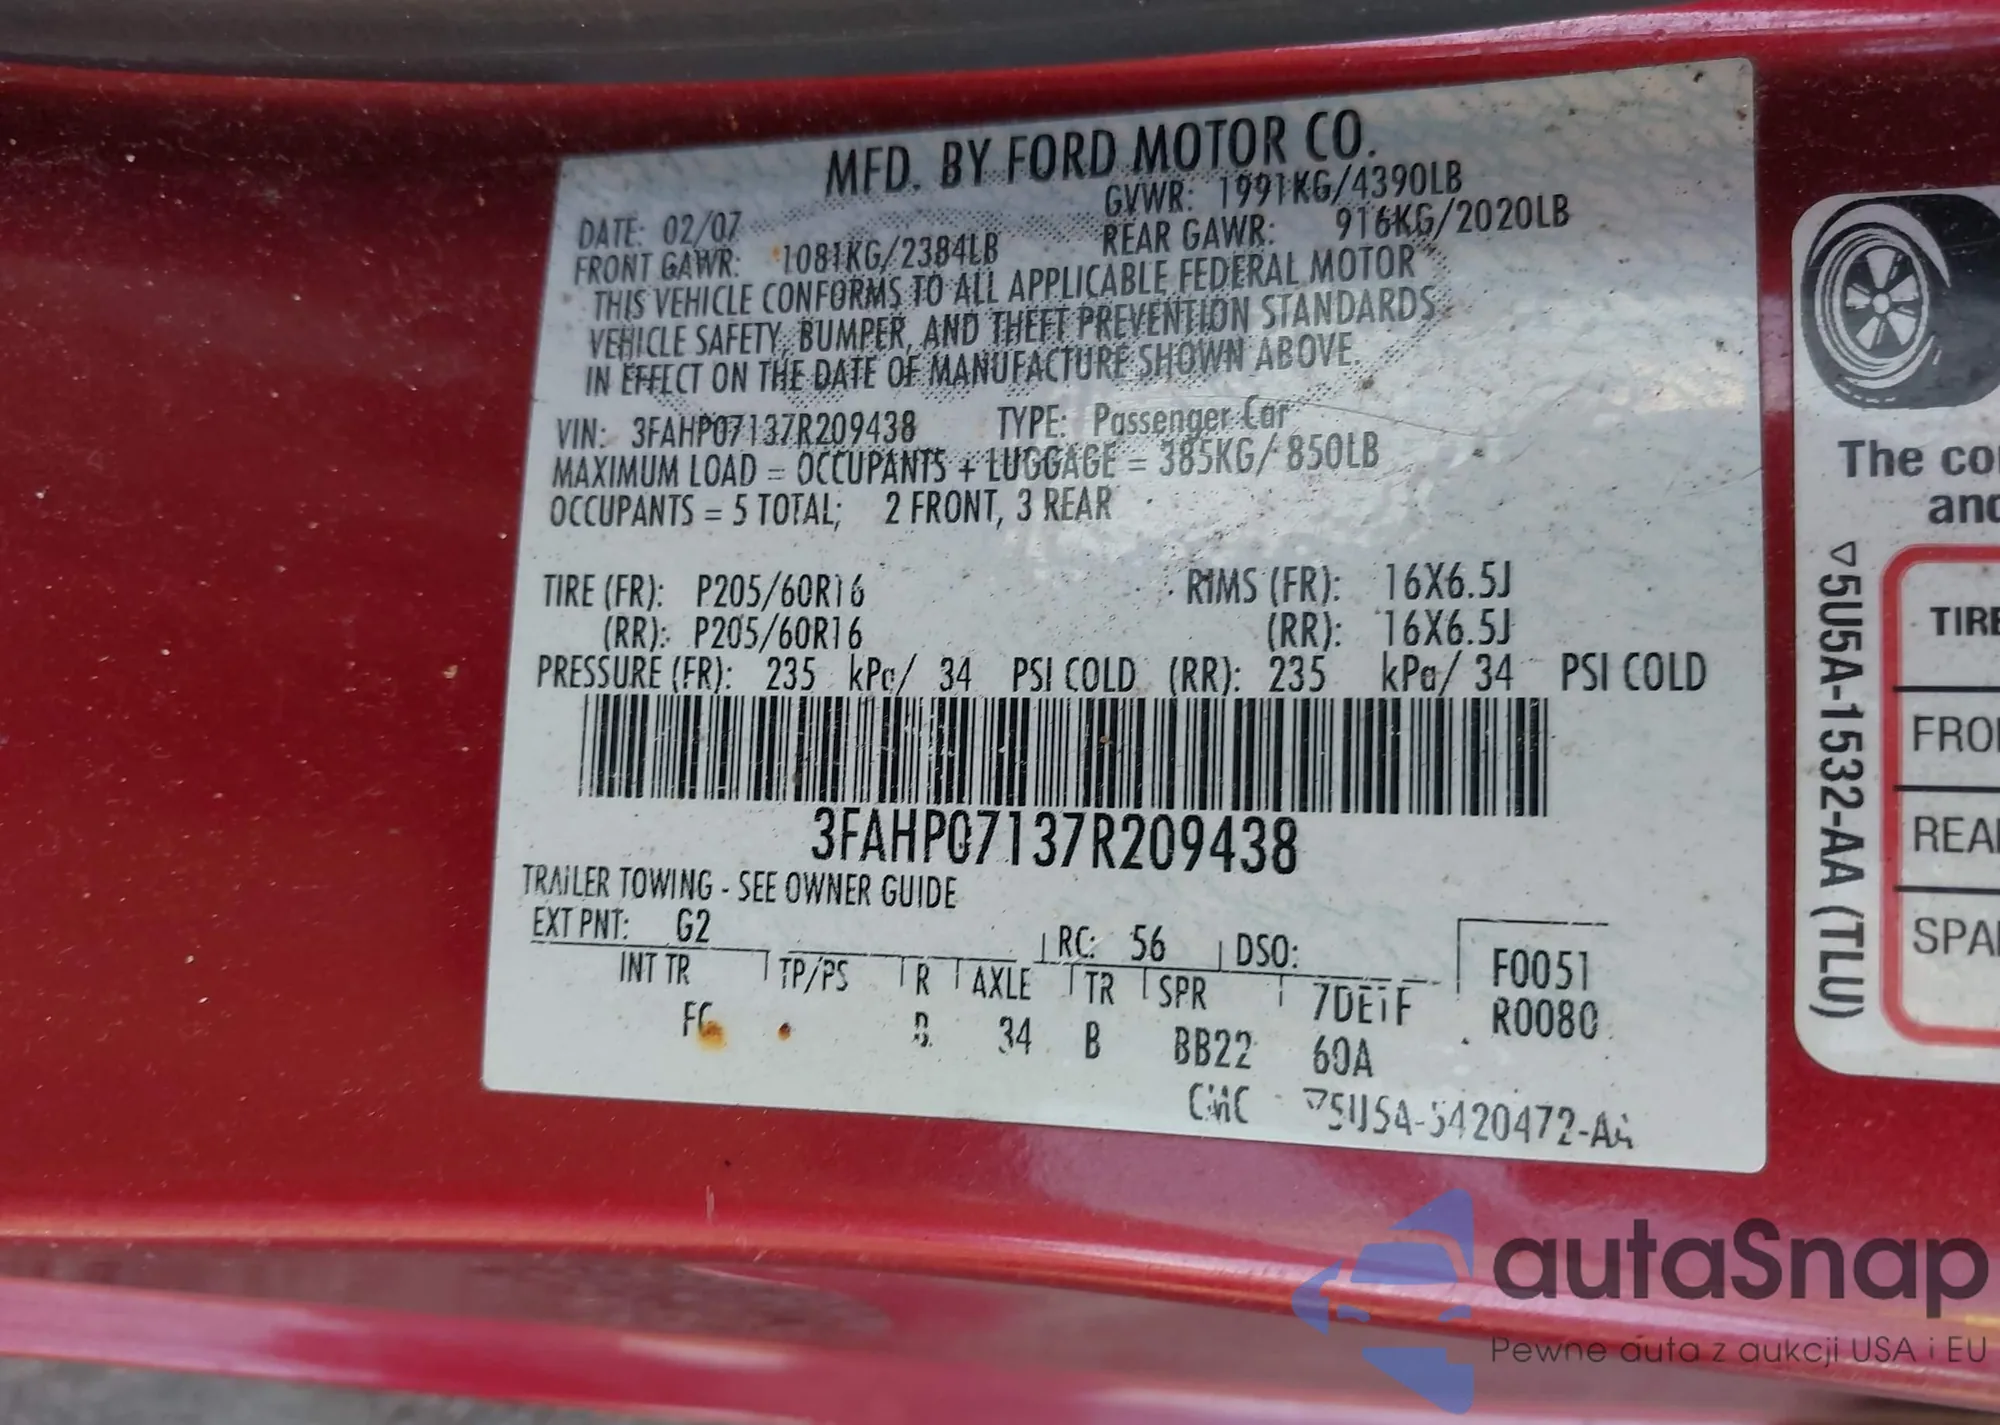 MFD. BY FORD MOTOR CO.
DATE: 02/07 GVWR: 1991KG/4390LB
FRONT GAWR: 1081KG/2384LB REAR GAWR: 916KG/2020LB
THIS VEHICLE CONFORMS TO ALL APPLICABLE FEDERAL MOTOR
VEHICLE SAFETY, BUMPER, AND THEFT PREVENTION STANDARDS
IN EFFECT ON THE DATE OF MANUFACTURE SHOWN ABOVE.
VIN: 3FAHP07137R209438 TYPE: Passenger Car
MAXIMUM LOAD = OCCUPANTS + LUGGAGE = 385KG/ 850LB
OCCUPANTS = 5 TOTAL; 2 FRONT, 3 REAR
TIRE (FR): P205/60R16 RIMS (FR): 16X6.5J
(RR): P205/60R16 (RR): 16X6.5J
PRESSURE (FR): 235 kPa/ 34 PSI COLD (RR): 235 kPa/ 34 PSI COLD
3FAHP07137R209438
TRAILER TOWING - SEE OWNER GUIDE
EXT PNT: G2 RC: 56 DSO:
INT TR TP/PS R AXLE TR SPR 7DE1F F0051
34 B BB22 60A R0080
▽5U5A-5420472-AA
The
and
▽5U5A-1532-AA (TLU)
TIRE
autaSnap
Pewne auta z aukcji USA i EU